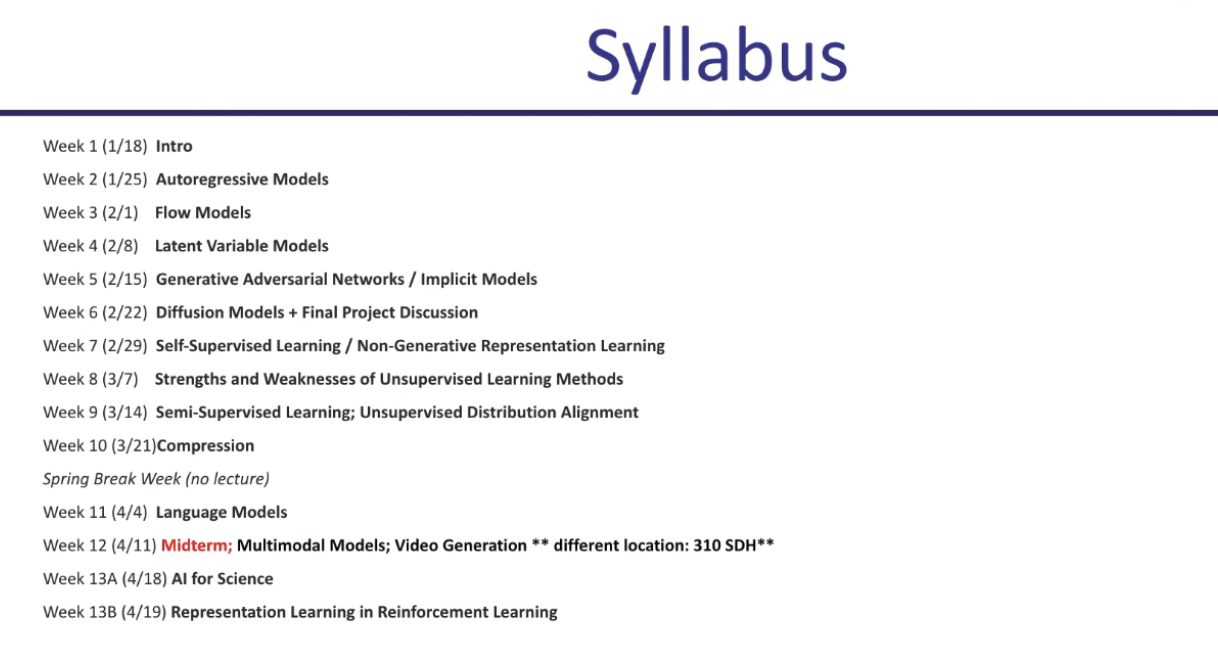 Syllabus
Week 1 (1/18) Intro
Week 2 (1/25) Autoregressive Models
Week 3 (2/1) Flow Models
Week 4 (2/8) Latent Variable Models
Week 5 (2/15) Generative Adversarial Networks / Implicit Models
Week 6 (2/22) Diffusion Models + Final Project Discussion
Week 7 (2/29) Self-Supervised Learning / Non-Generative Representation Learning
Week 8 (3/7) Strengths and Weaknesses of Unsupervised Learning Methods
Week 9 (3/14) Semi-Supervised Learning; Unsupervised Distribution Alignment
Week 10 (3/21)Compression
Spring Break Week (no lecture)
Week 11 (4/4) Language Models
Week 12 (4/11) Midterm; Multimodal Models; Video Generation ** different location: 310 SDH**
Week 13A (4/18) AI for Science
Week 13B (4/19) Representation Learning in Reinforcement Learning